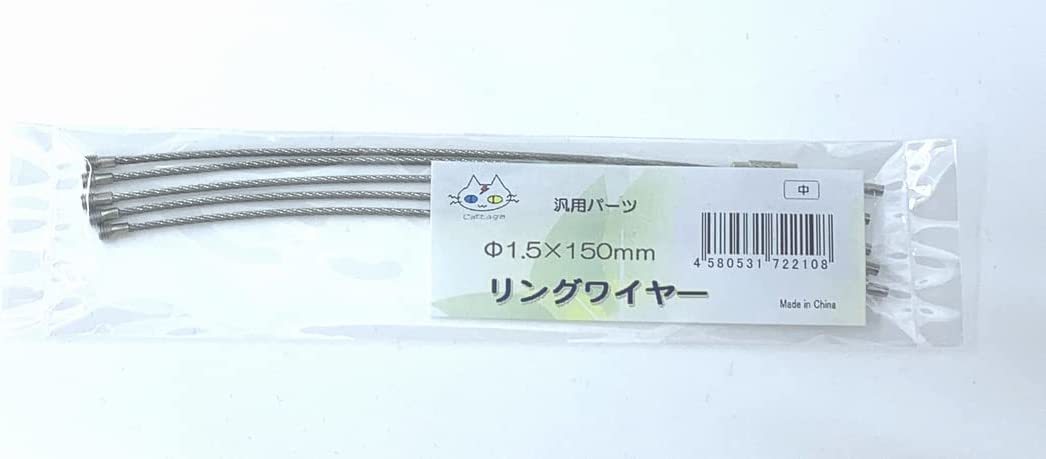 Cattage
汎用パーツ
中
Φ1.5×150mm
リングワイヤー
4 580531 722108
Made in China